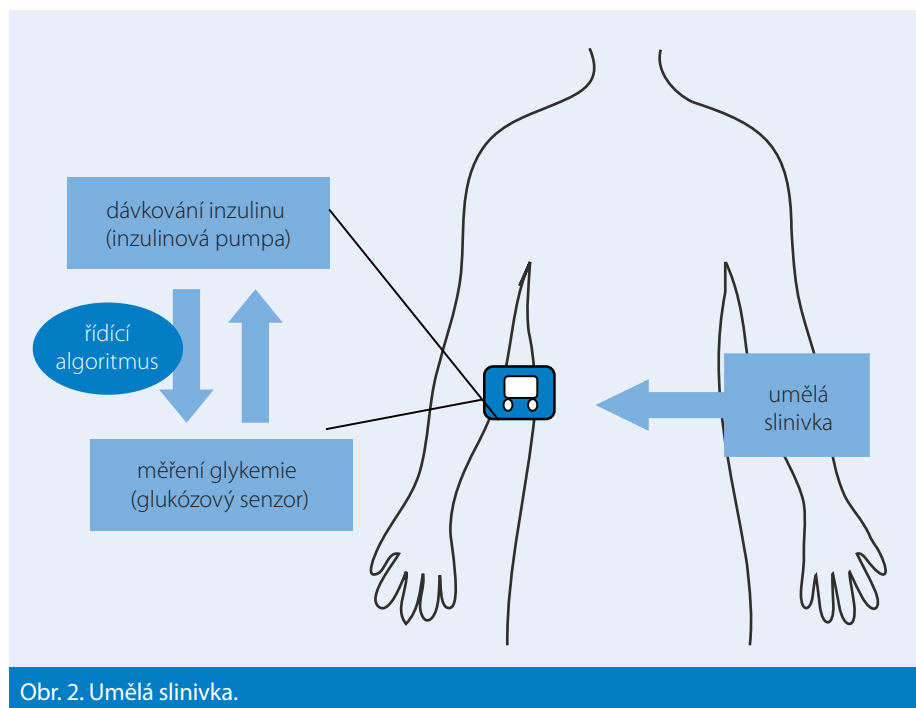 dávkování inzulinu
(inzulinová pumpa)
řídící
algoritmus
měření glykemie
(glukózový senzor)
umělá
slinivka
Obr. 2. Umělá slinivka.